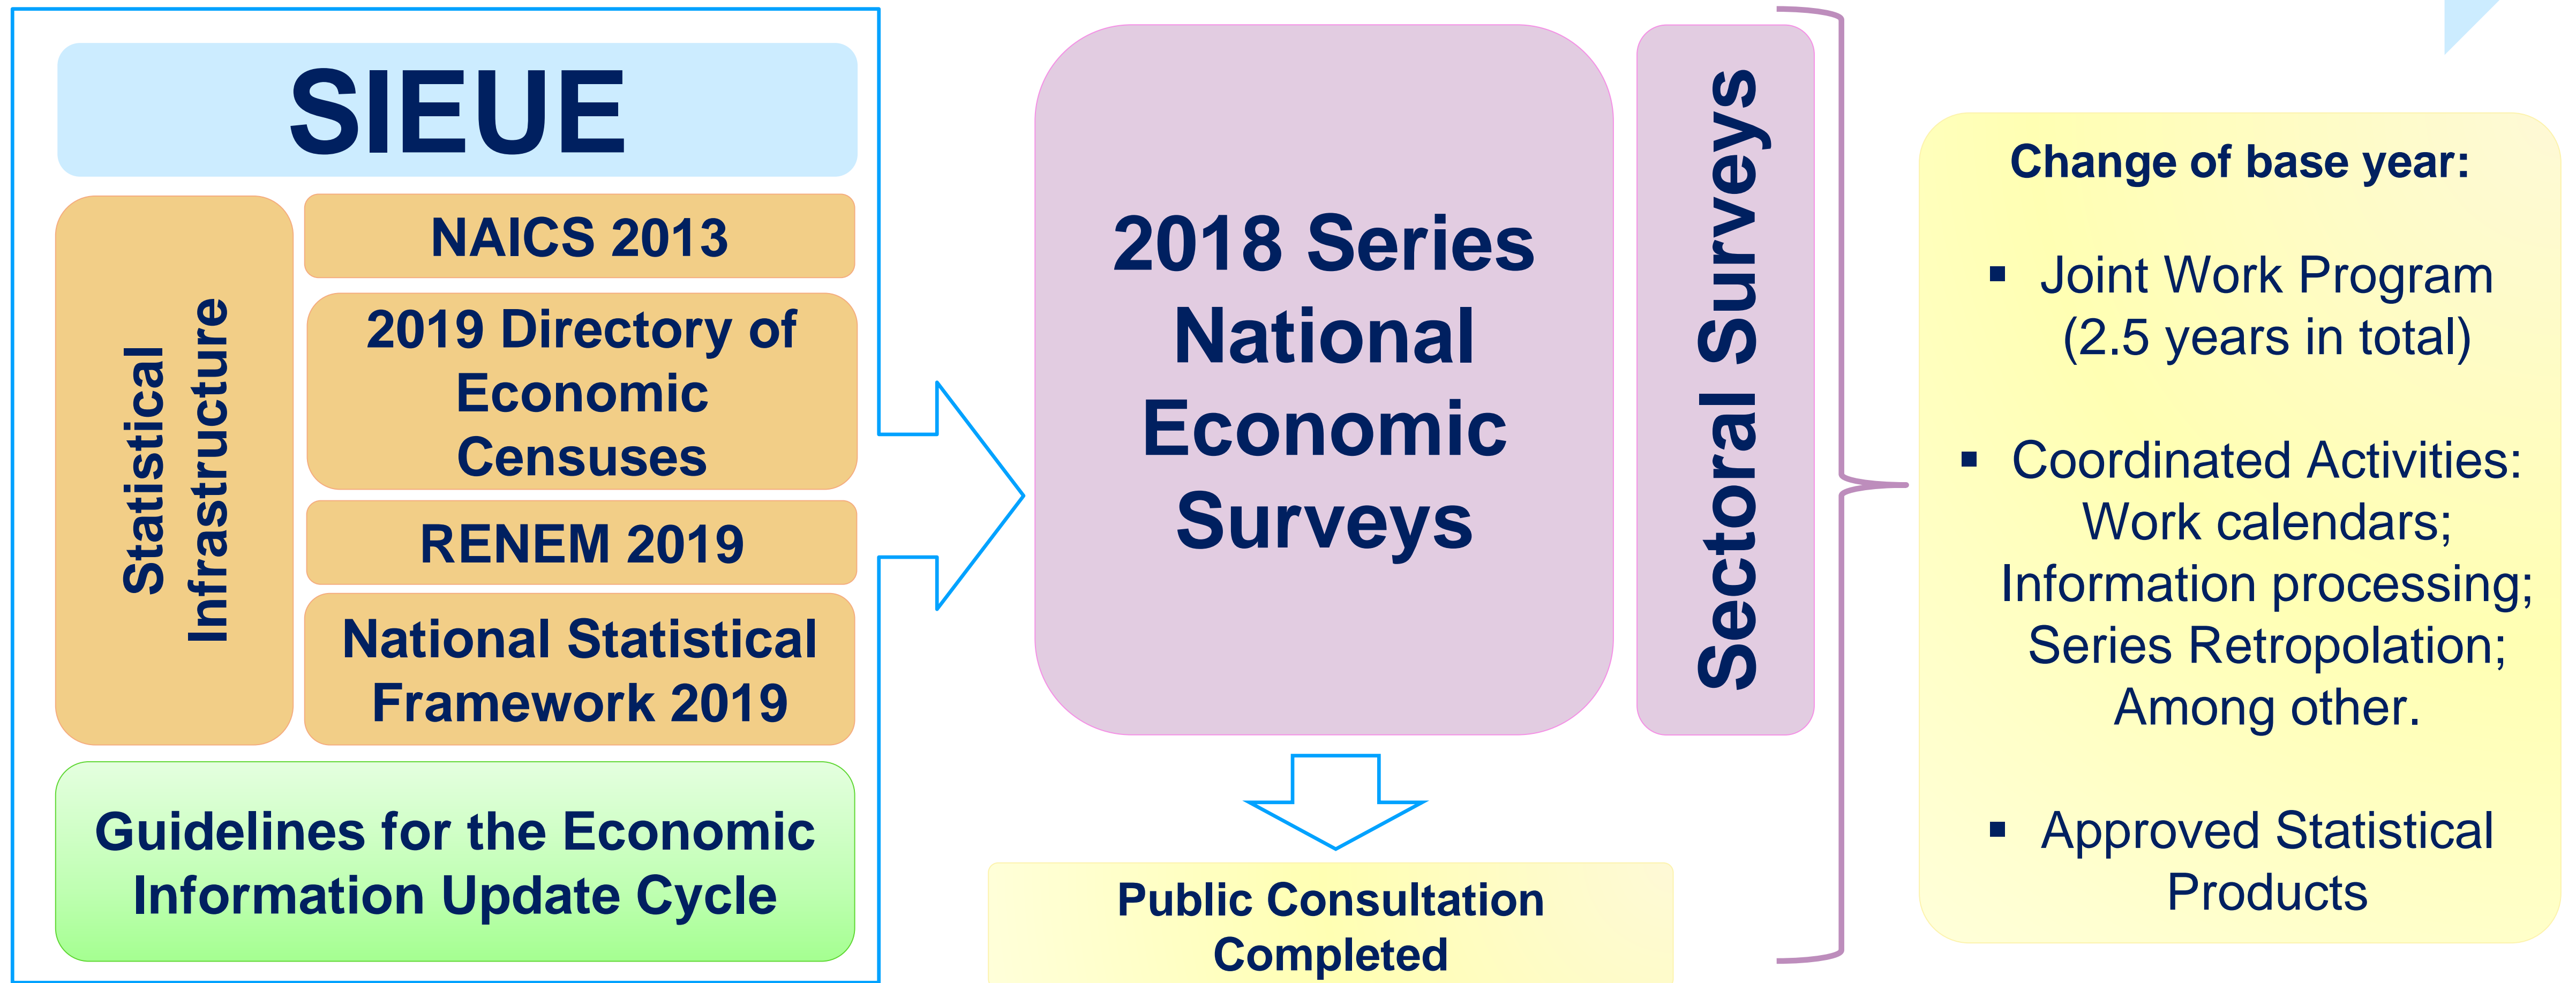 SIEUE
Statistical
Infrastructure
NAICS 2013
2019 Directory of
Economic
Censuses
RENEM 2019
National Statistical
Framework 2019
Guidelines for the Economic
Information Update Cycle
2018 Series
National
Economic
Surveys
Sectoral Surveys
Public Consultation
Completed
Change of base year:
▪ Joint Work Program
(2.5 years in total)
▪ Coordinated Activities:
Work calendars;
Information processing;
Series Retropolation;
Among other.
▪ Approved Statistical
Products